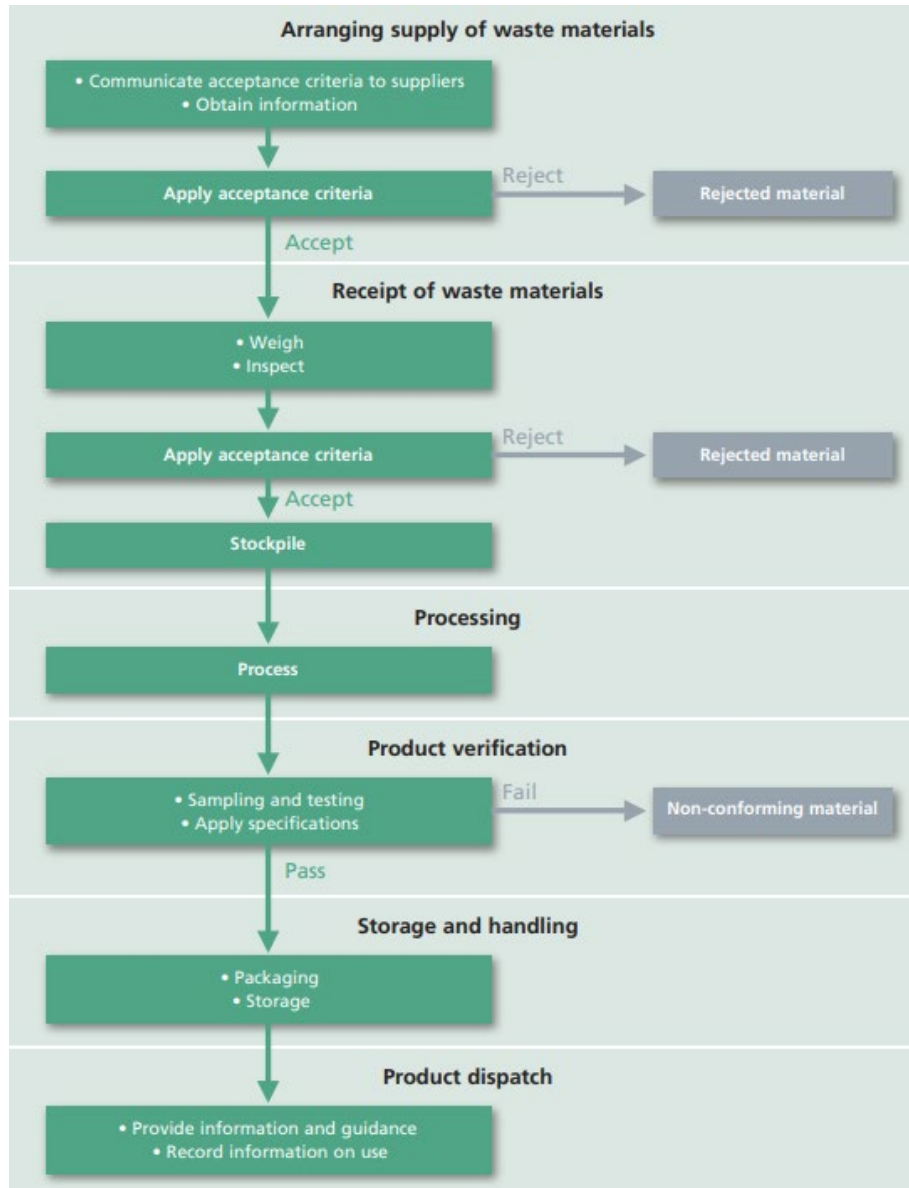 Arranging supply of waste materials
• Communicate acceptance criteria to suppliers
• Obtain information
Apply acceptance criteria
Reject
Rejected material
Accept
Receipt of waste materials
• Weigh
• Inspect
Apply acceptance criteria
Reject
Rejected material
Accept
Stockpile
Processing
Process
Product verification
• Sampling and testing
• Apply specifications
Fail
Non-conforming material
Pass
Storage and handling
• Packaging
• Storage
Product dispatch
• Provide information and guidance
• Record information on use